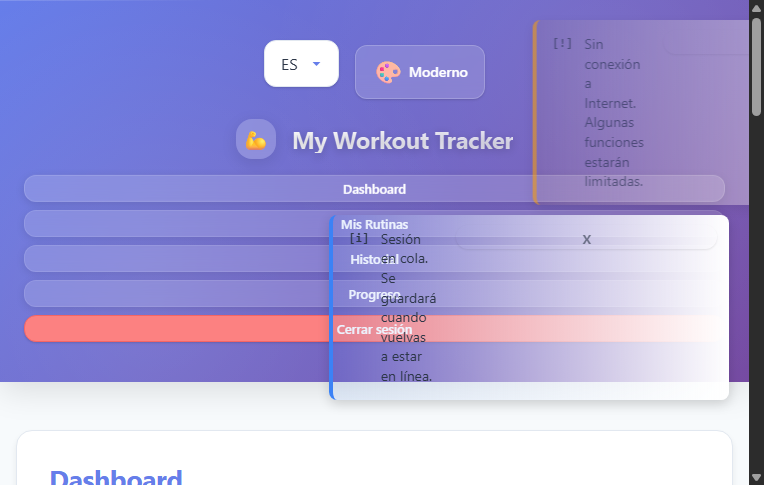 ES
Moderno
[!]
Sin
conexión
a
Internet.
Algunas
funciones
estarán
limitadas.
My Workout Tracker
Dashboard
Mis Rutinas
Historial
Progreso
Cerrar sesión
[i]
Sesión
en cola.
Se
guardará
cuando
vuelvas
a estar
en línea.
X
Dashboard